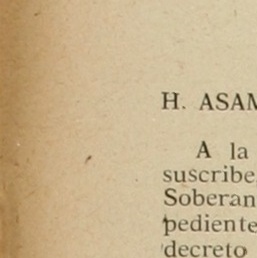 H. ASAM
A la
suscribe
Soberan
pediente
decreto